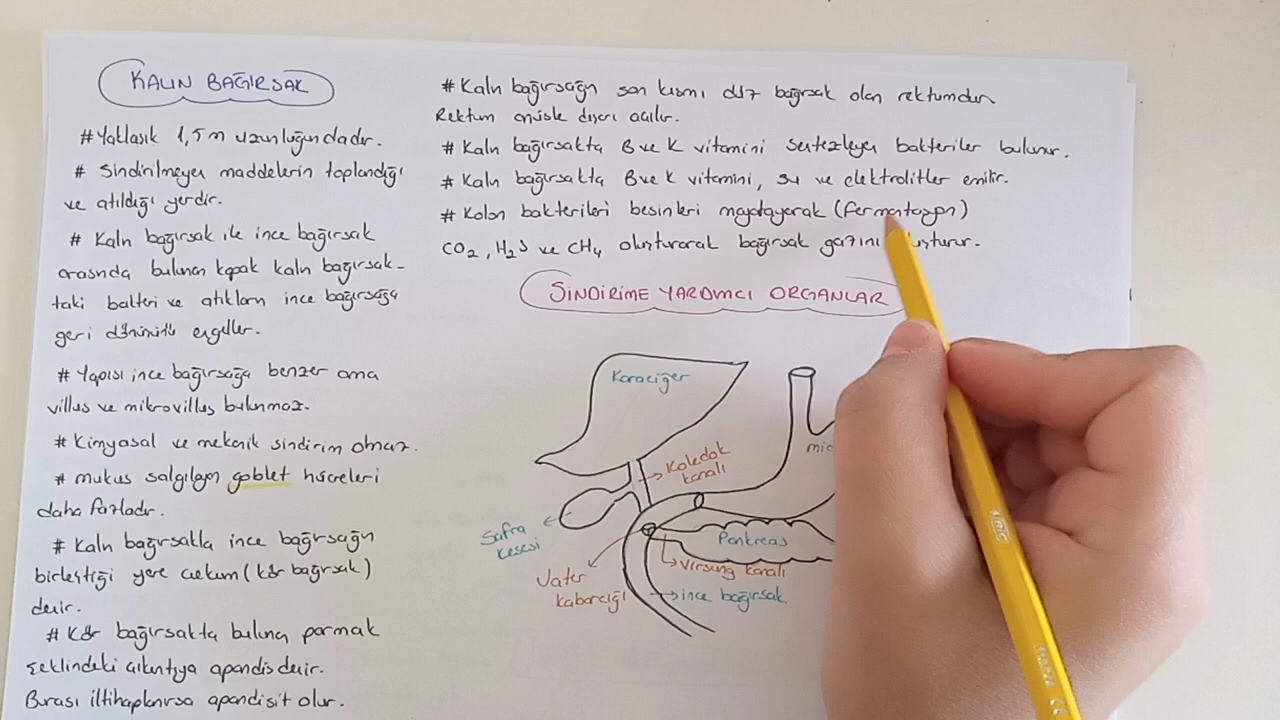 KALIN BAĞIRSAK
# Yaklaşık 1,5 m uzunluğundadır.
# Sindirilmeyen maddelerin toplandığı
ve atıldığı yerdir.
# Kalın bağırsak ile ince bağırsak
arasında bulunan kapak kalın bağırsak-
taki bakteri ve atıkların ince bağırsağa
geri dönümünü engeller.
# Yapısı ince bağırsağa benzer ama
villus ve mikrovillus bulunmaz.
# Kimyasal ve mekanik sindirim olmaz.
# mukus salgılayan goblet hücreleri
daha fazladır.
# Kalın bağırsakla ince bağırsağın
birleştiği yere cekum (kör bağırsak)
denir.
# Kör bağırsakta bulunan parmak
şeklindeki çıkıntıya apandis denir.
Burası iltihaplanırsa apandisit olur.
# Kalın bağırsağın son kısmı düz bağırsak olan rektumdur.
Rektum anüsle dışarı açılır.
# Kalın bağırsakta B ve K vitamini sentezleyen bakteriler bulunur.
# Kalın bağırsakta B ve K vitamini, su ve elektrolitler emilir.
# Kolon bakterileri besinleri mayalayarak (fermantasyon)
CO2, H2S ve CH4 oluşturarak bağırsak gazını
SİNDİRİME YARDIMCI ORGANLAR
Karaciğer
mid
Koledok
kanalı
Safra
kesesi
Pankreas
Virsung kanalı
Vater
kabarcığı
ince bağırsak
BIC